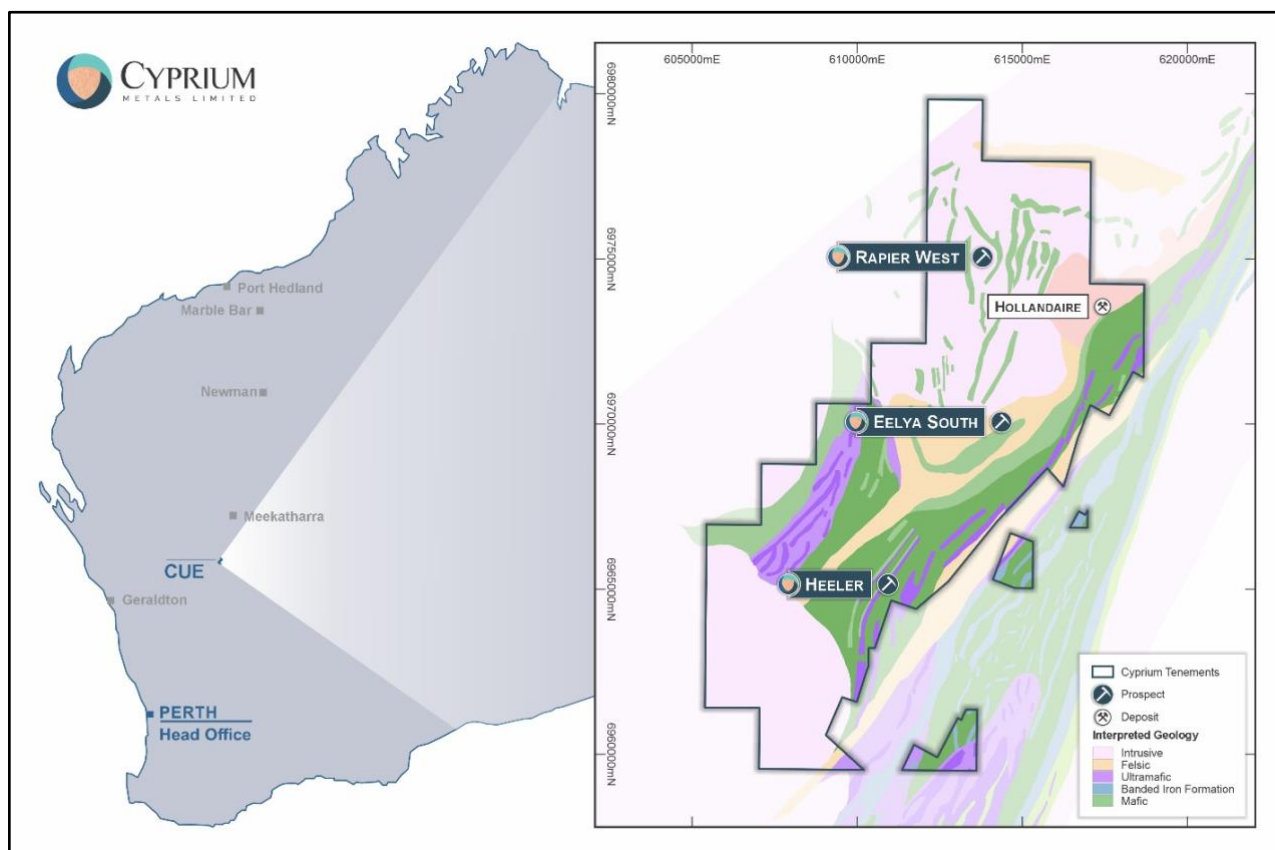 CYPRIUM
METALS LIMITED
Port Hedland
Marble Bar
Newman
Meekatharra
CUE
Geraldton
PERTH
Head Office
605000mE
610000mE
615000mE
620000mE
6980000mN
6975000mN
6970000mN
6965000mN
6960000mN
RAPIER WEST
HOLLANDAIRE
EELYA SOUTH
HEELER
Cyprium Tenements
Prospect
Deposit
Interpreted Geology
Intrusive
Felsic
Ultramafic
Banded Iron Formation
Mafic